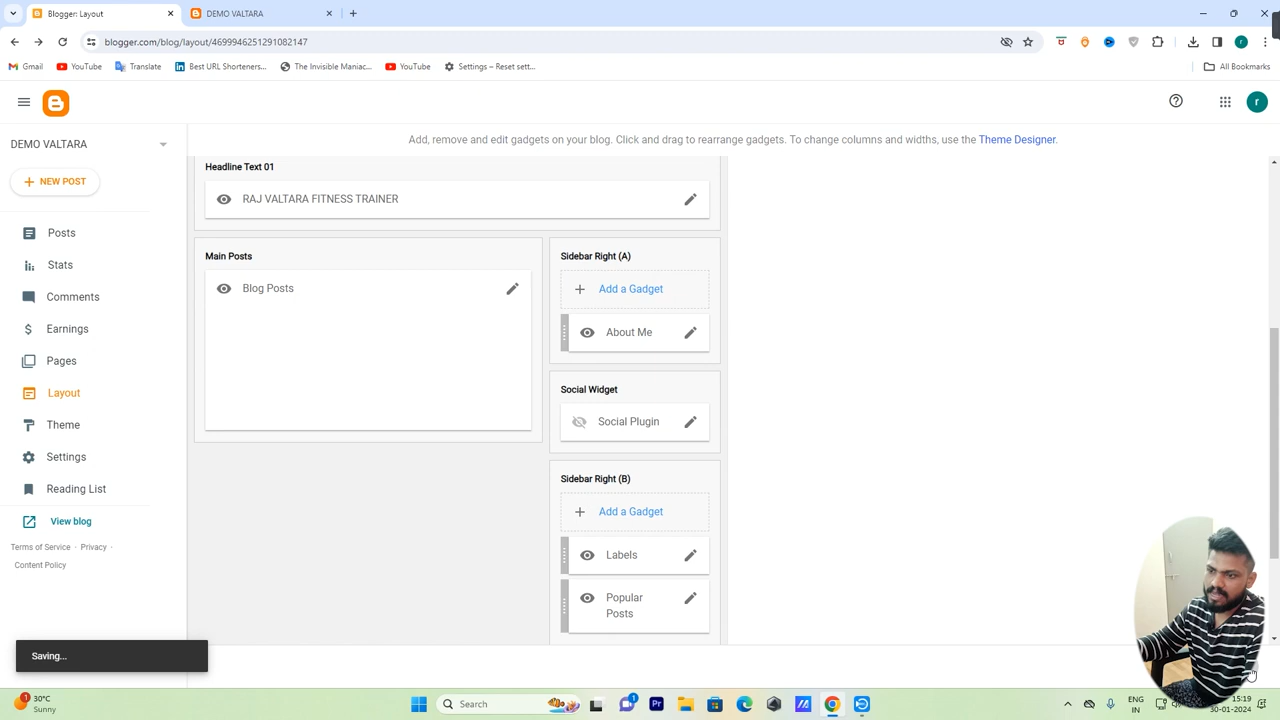 Blogger: Layout
DEMO VALTARA
blogger.com/blog/layout/4699946251291082147
Gmail
YouTube
Translate
Best URL Shorteners...
The Invisible Maniac...
YouTube
Settings – Reset sett...
All Bookmarks
r
DEMO VALTARA
NEW POST
Posts
Stats
Comments
Earnings
Pages
Layout
Theme
Settings
Reading List
View blog
Terms of Service · Privacy ·
Content Policy
Add, remove and edit gadgets on your blog. Click and drag to rearrange gadgets. To change columns and widths, use the Theme Designer.
Headline Text 01
RAJ VALTARA FITNESS TRAINER
Main Posts
Blog Posts
Sidebar Right (A)
Add a Gadget
About Me
Social Widget
Social Plugin
Sidebar Right (B)
Add a Gadget
Labels
Popular
Posts
Saving...
1
30°C
Sunny
Search
1
Pr
ENG
IN
15:19
30-01-2024